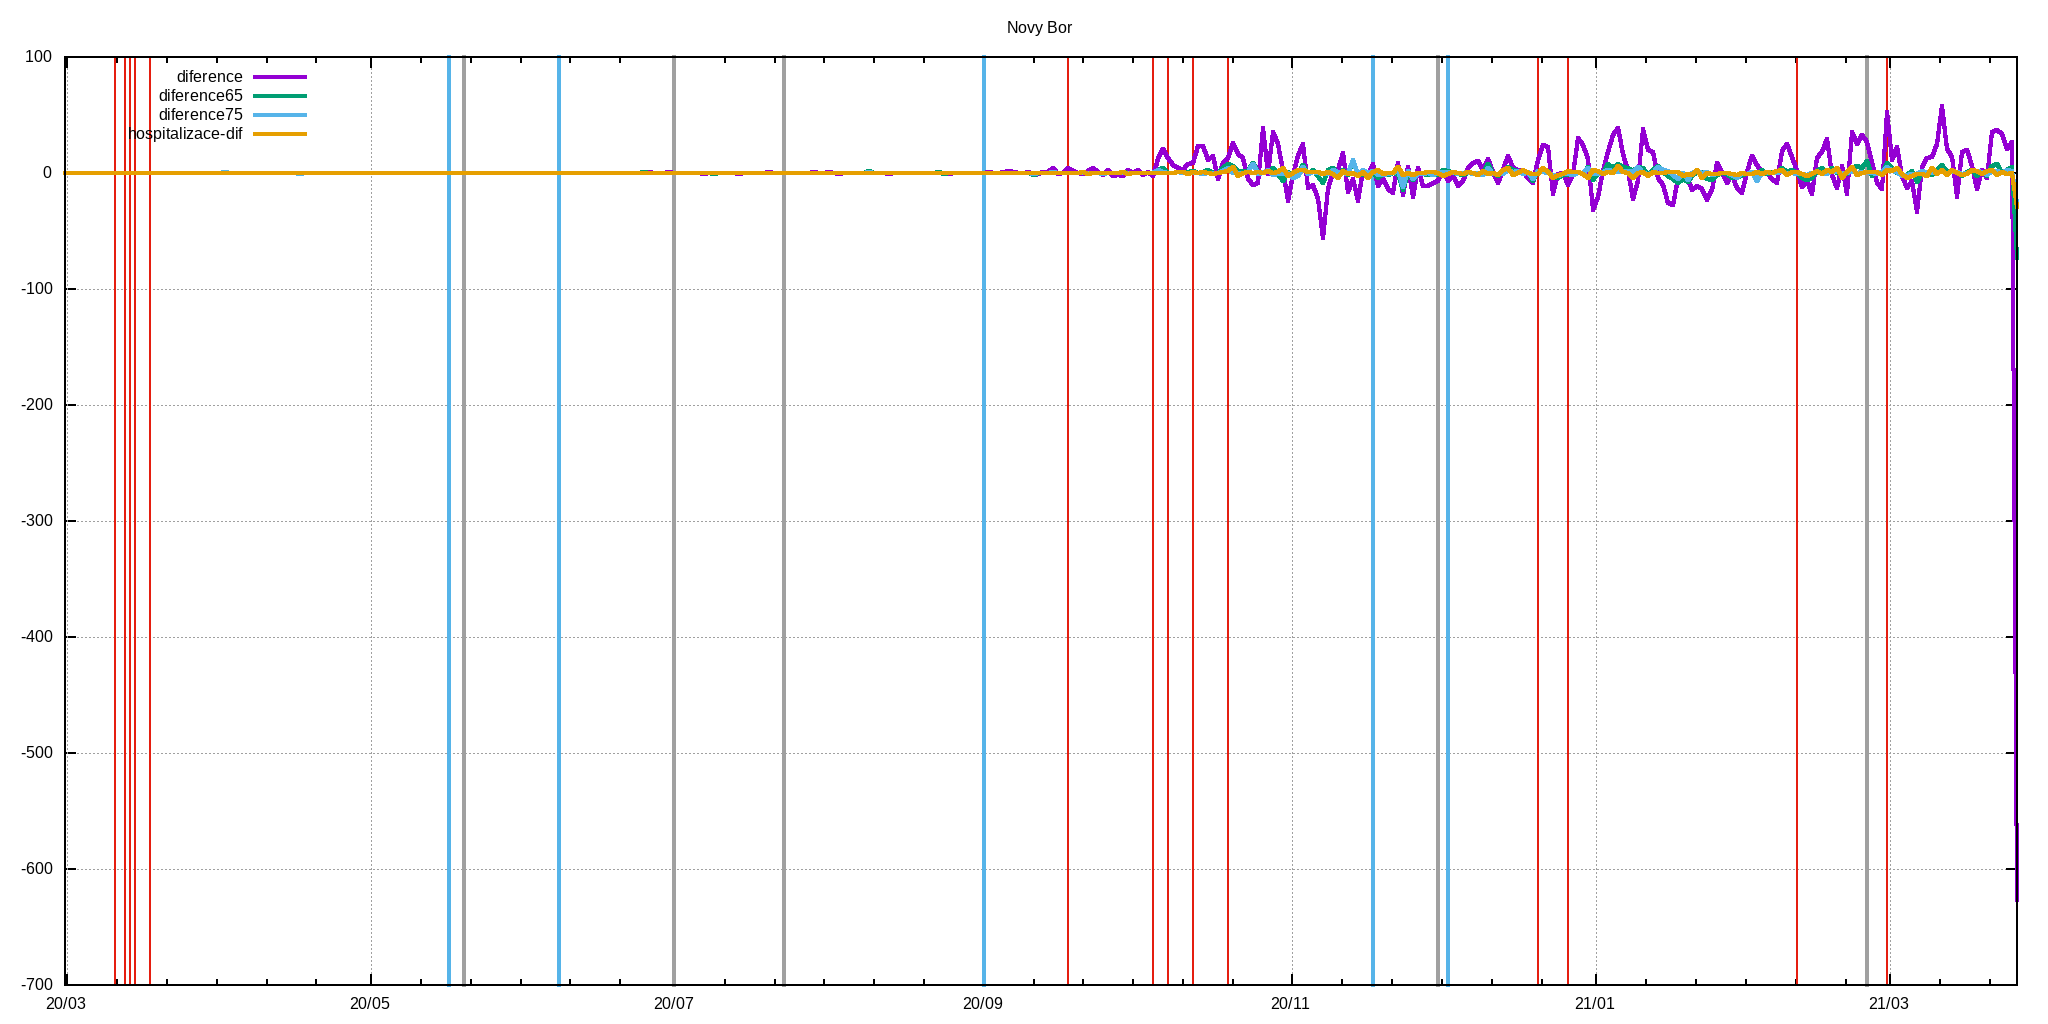 Novy Bor
100
0
-100
-200
-300
-400
-500
-600
-700
diference
diference65
diference75
hospitalizace-dif
20/03 20/05 20/07 20/09 20/11 21/01 21/03